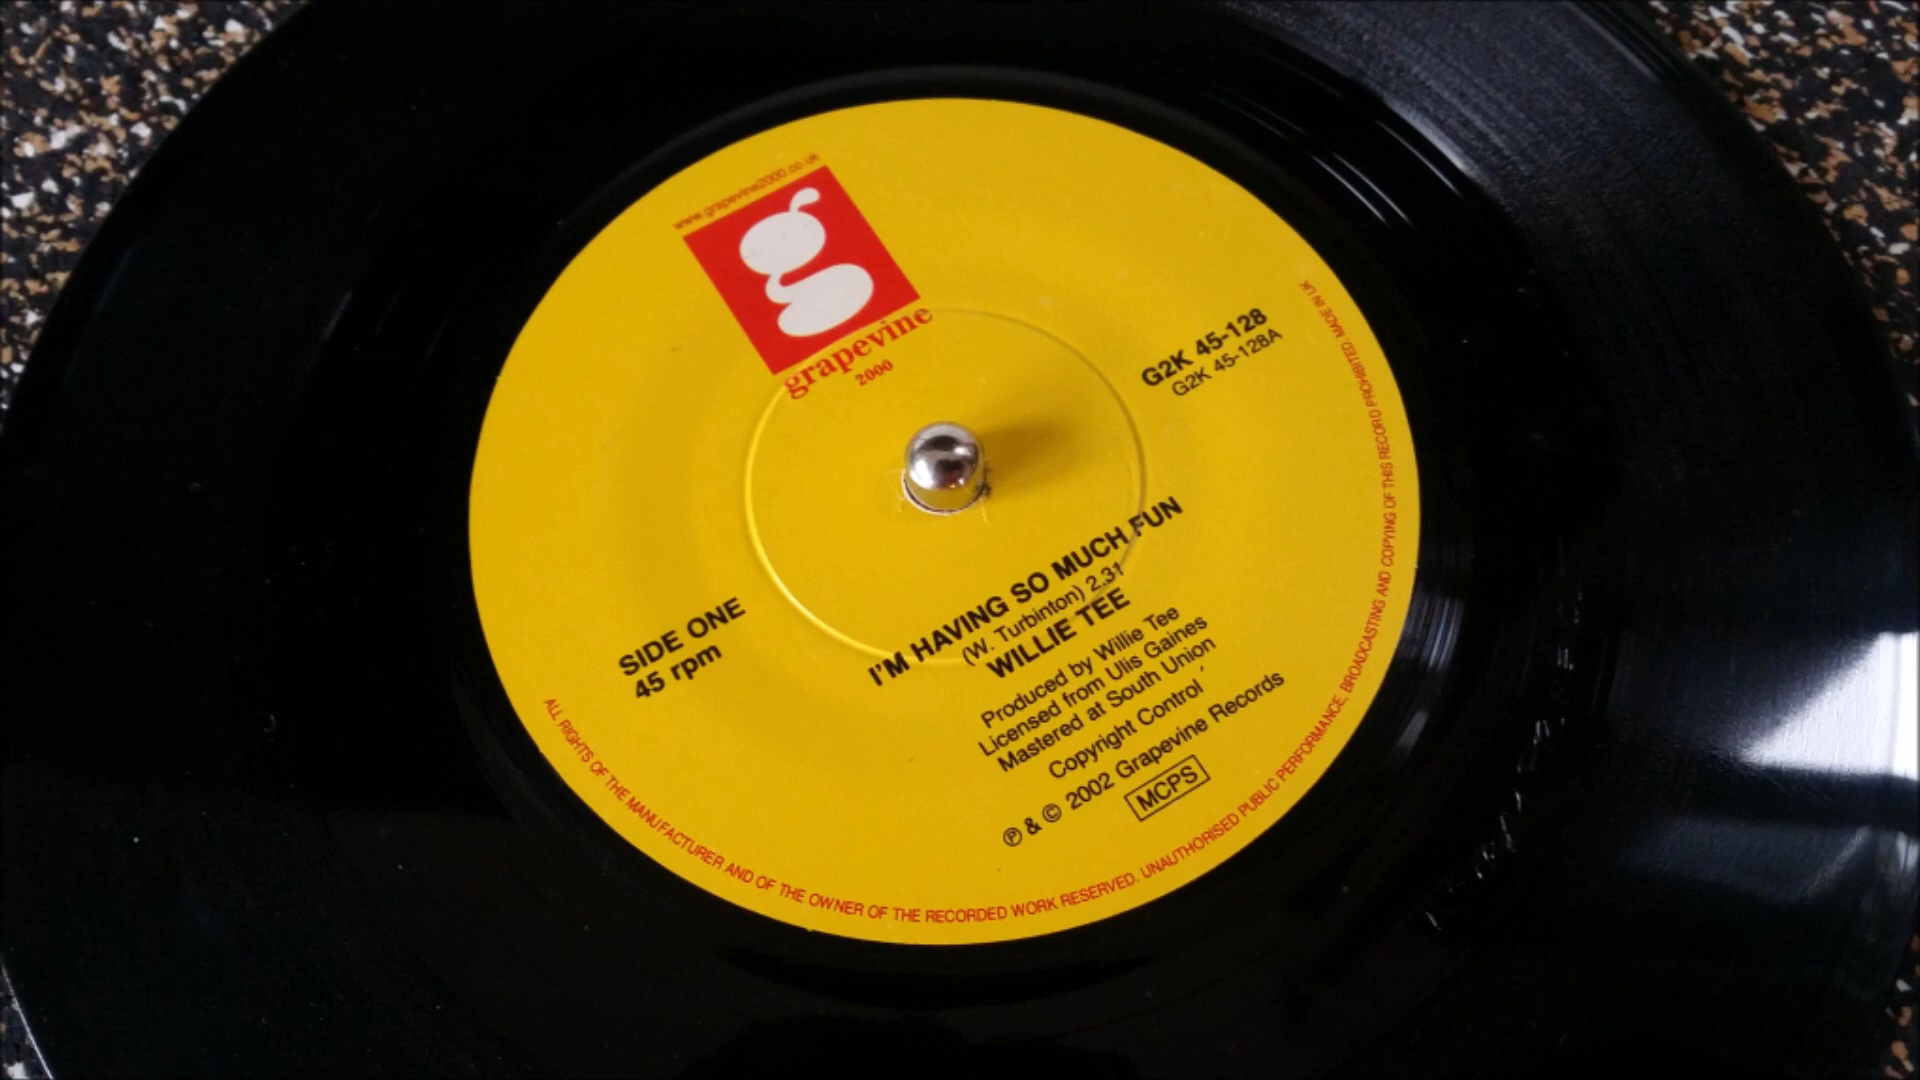 www.grapevine2000.co.uk
g
grapevine
2000
G2K 45-128
G2K 45-128A
SIDE ONE
45 rpm
I'M HAVING SO MUCH FUN
(W. Turbinton) 2.31
WILLIE TEE
Produced by Willie Tee
Licensed from Ulis Gaines
Mastered at South Union
Copyright Control
℗ & © 2002 Grapevine Records
MCPS
ALL RIGHTS OF THE MANUFACTURER AND OF THE OWNER OF THE RECORDED WORK RESERVED. UNAUTHORISED PUBLIC PERFORMANCE, BROADCASTING AND COPYING OF THIS RECORD PROHIBITED. MADE IN UK